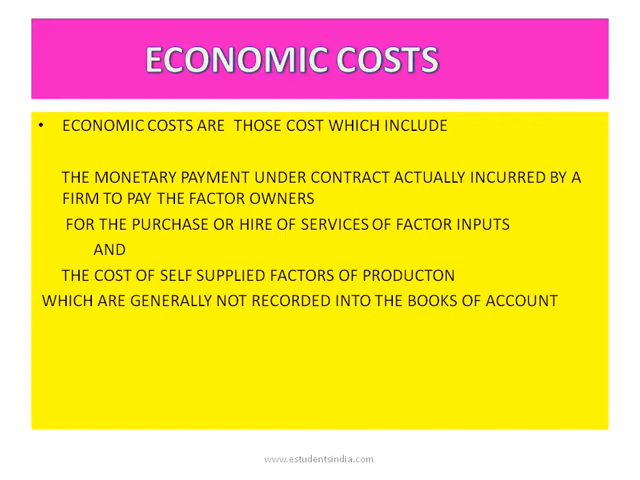 ECONOMIC COSTS
• ECONOMIC COSTS ARE THOSE COST WHICH INCLUDE
THE MONETARY PAYMENT UNDER CONTRACT ACTUALLY INCURRED BY A
FIRM TO PAY THE FACTOR OWNERS
FOR THE PURCHASE OR HIRE OF SERVICES OF FACTOR INPUTS
AND
THE COST OF SELF SUPPLIED FACTORS OF PRODUCTON
WHICH ARE GENERALLY NOT RECORDED INTO THE BOOKS OF ACCOUNT
www.estudentsindia.com